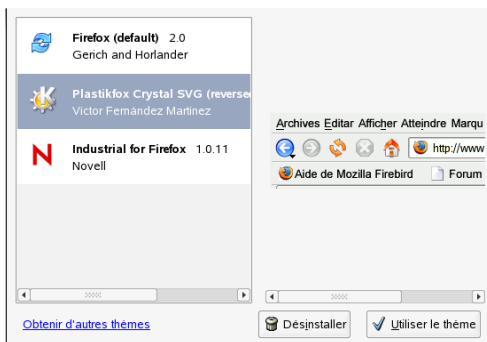 Firefox (default) 2.0
Gerich and Horlander
Plastikfox Crystal SVG (reverse
Victor Fernández Martínez
Industrial for Firefox 1.0.11
Novell
Archives Editar Afficher Atteindre Marqu
http://www
Aide de Mozilla Firebird Forum
Obtenir d'autres thèmes
Désinstaller
Utiliser le thème